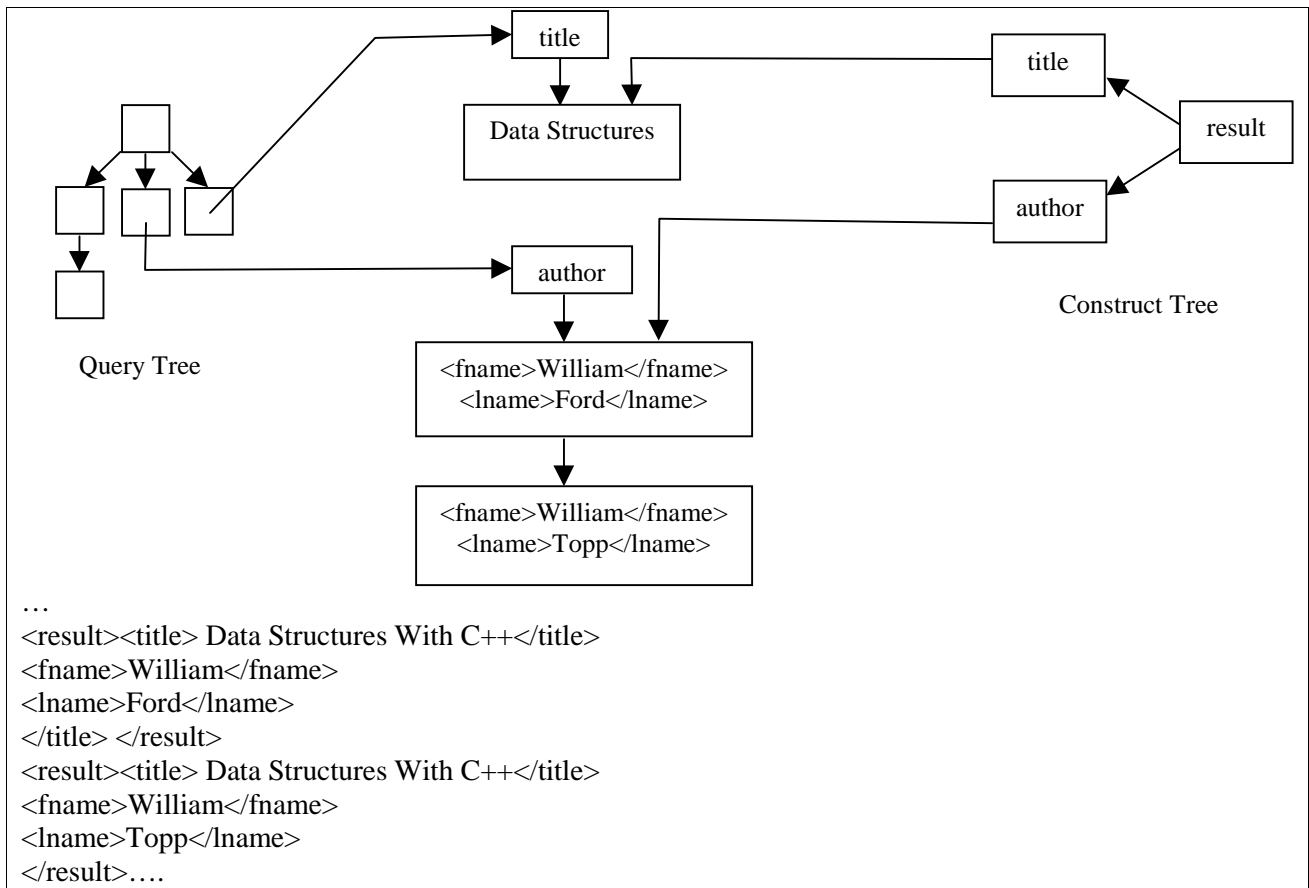 title
title
Data Structures
result
author
author
Construct Tree
Query Tree
<fname>William</fname>
<lname>Ford</lname>
<fname>William</fname>
<lname>Topp</lname>
…
<result><title> Data Structures With C++</title>
<fname>William</fname>
<lname>Ford</lname>
</title> </result>
<result><title> Data Structures With C++</title>
<fname>William</fname>
<lname>Topp</lname>
</result>….